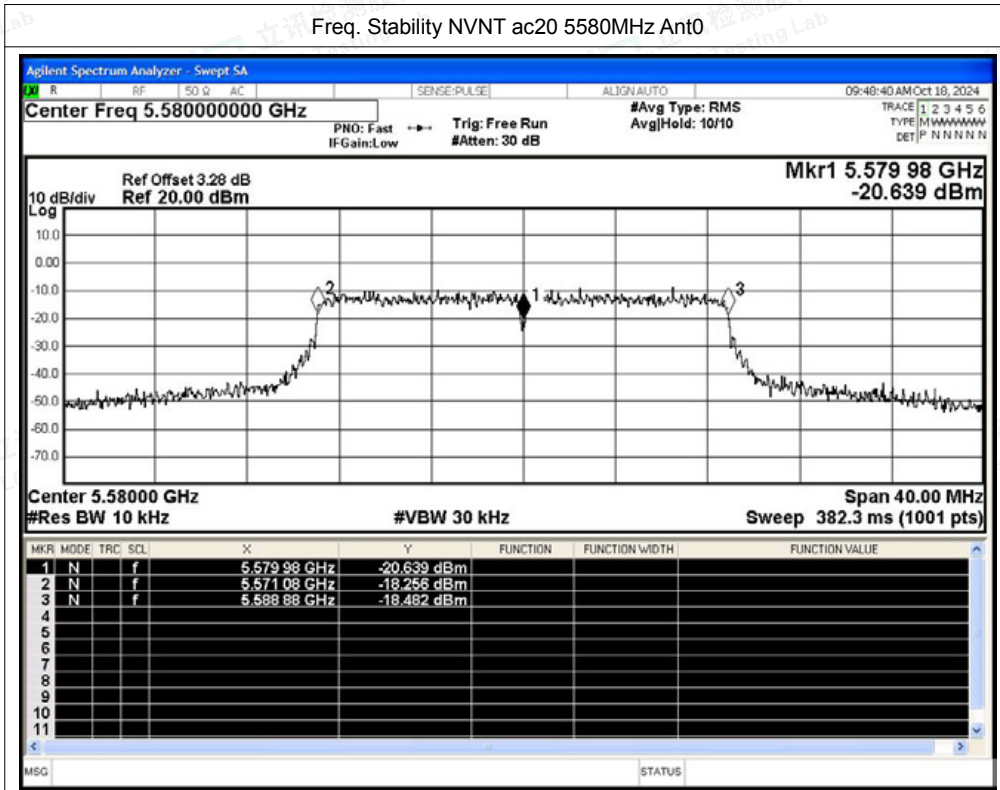 Freq. Stability NVNT ac20 5580MHz Ant0
Agilent Spectrum Analyzer - Swept SA
R RF 50 Ω AC SENSE:PULSE ALIGN AUTO 09:48:40 AM Oct 18, 2024
Center Freq 5.580000000 GHz
PNO: Fast
IFGain:Low
Trig: Free Run
#Atten: 30 dB
#Avg Type: RMS
Avg|Hold: 10/10
TRACE 1 2 3 4 5 6
TYPE M WWWWW
DET P N N N N N
Mkr1 5.579 98 GHz
-20.639 dBm
Ref Offset 3.28 dB
10 dB/div Ref 20.00 dBm
Log
10.0
0.00
-10.0
-20.0
-30.0
-40.0
-50.0
-60.0
-70.0
2 1 3
Center 5.58000 GHz Span 40.00 MHz
#Res BW 10 kHz #VBW 30 kHz Sweep 382.3 ms (1001 pts)
MKR MODE TRC SCL X Y FUNCTION FUNCTION WIDTH FUNCTION VALUE
1 N f 5.579 98 GHz -20.639 dBm
2 N f 5.571 08 GHz -18.256 dBm
3 N f 5.588 88 GHz -18.482 dBm
4
5
6
7
8
9
10
11
MSG STATUS